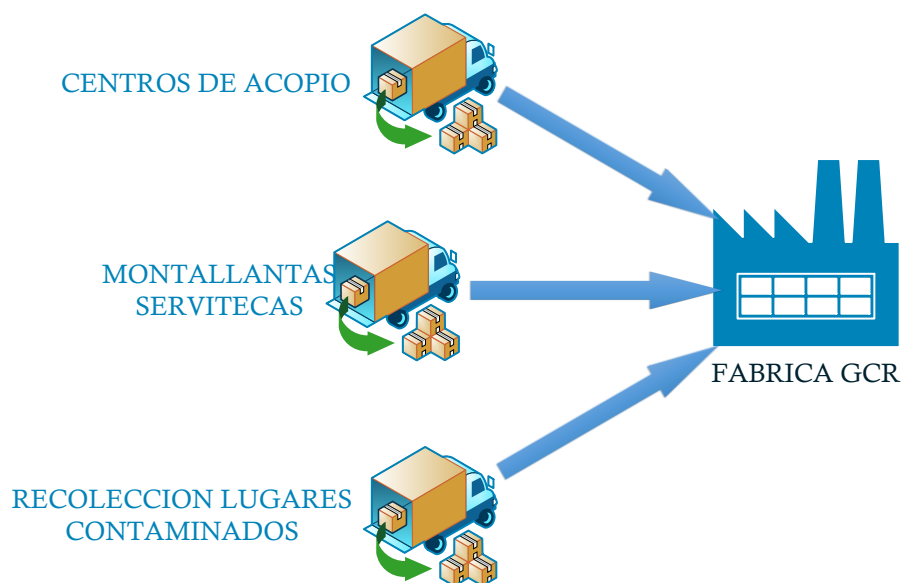 CENTROS DE ACOPIO
MONTALLANTAS
SERVITECAS
FABRICA GCR
RECOLECCION LUGARES
CONTAMINADOS